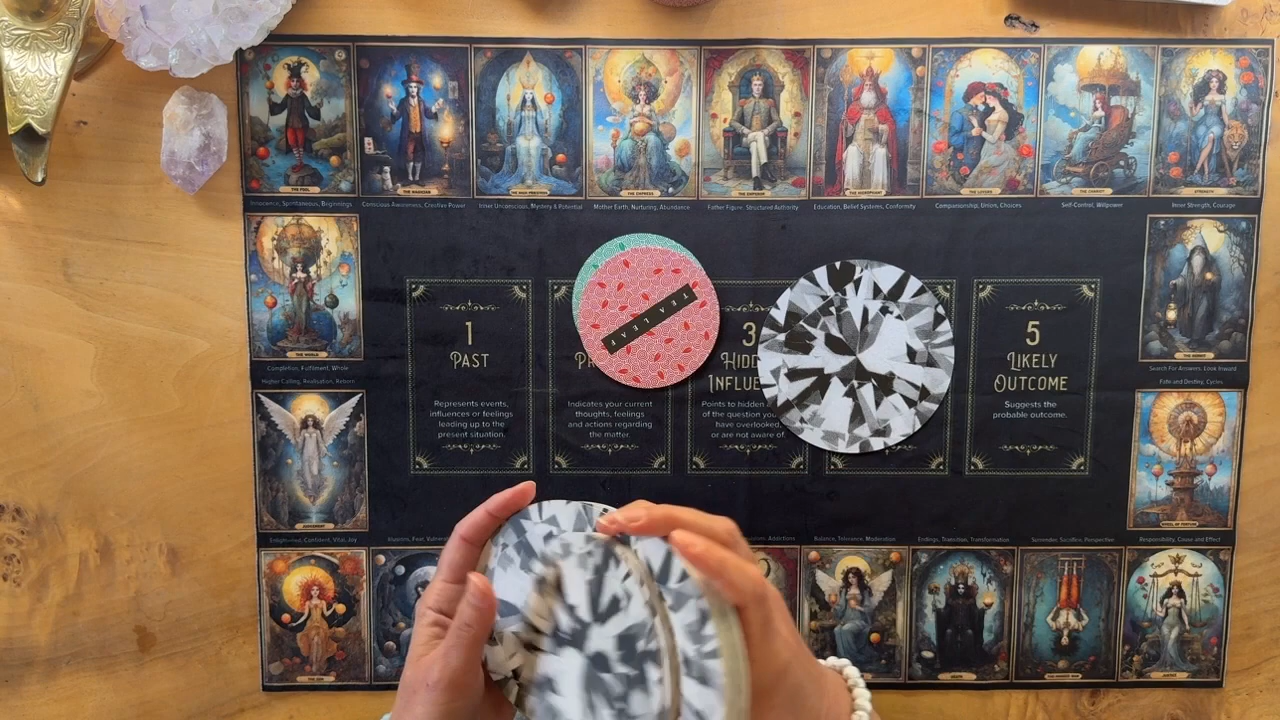 THE FOOL
THE MAGICIAN
THE HIGH PRIESTESS
THE EMPRESS
THE EMPEROR
THE HIEROPHANT
THE LOVERS
THE CHARIOT
STRENGTH
Innocence, Spontaneous, Beginnings
Conscious Awareness, Creative Power
Inner Unconscious, Mystery & Potential
Mother Earth, Nurturing, Abundance
Father Figure, Structured Authority
Education, Belief Systems, Conformity
Companionship, Union, Choices
Self-Control, Willpower
Inner Strength, Courage
THE WORLD
Completion, Fulfilment, Whole
Higher Calling, Realisation, Reborn
1
PAST
Represents events,
influences or feelings
leading up to the
present situation.
TEA LEAF
Indicates your current
thoughts, feelings
and actions regarding
the matter.
3
Points to hidden
of the question you
have overlooked,
or are not aware of.
5
LIKELY
OUTCOME
Suggests the
probable outcome.
THE HERMIT
Search For Answers, Look Inward
Fate and Destiny, Cycles
JUDGEMENT
WHEEL OF FORTUNE
Enlightenment, Confident, Vital, Joy
Illusions, Fear,
Addictions
Balance, Tolerance, Moderation
Endings, Transition, Transformation
Surrender, Sacrifice, Perspective
Responsibility, Cause and Effect
THE SUN
DEATH
THE HANGED MAN
JUSTICE